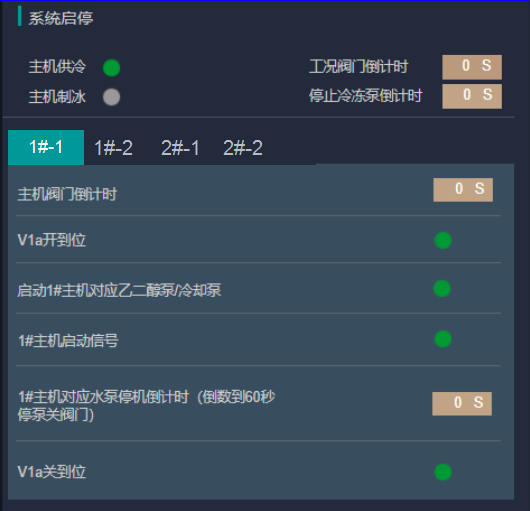 系统启停
主机供冷
工况阀门倒计时 0 S
主机制冰
停止冷冻泵倒计时 0 S
1#-1 1#-2 2#-1 2#-2
主机阀门倒计时 0 S
V1a开到位
启动1#主机对应乙二醇泵/冷却泵
1#主机启动信号
1#主机对应水泵停机倒计时（倒数到60秒
停泵关阀门） 0 S
V1a关到位